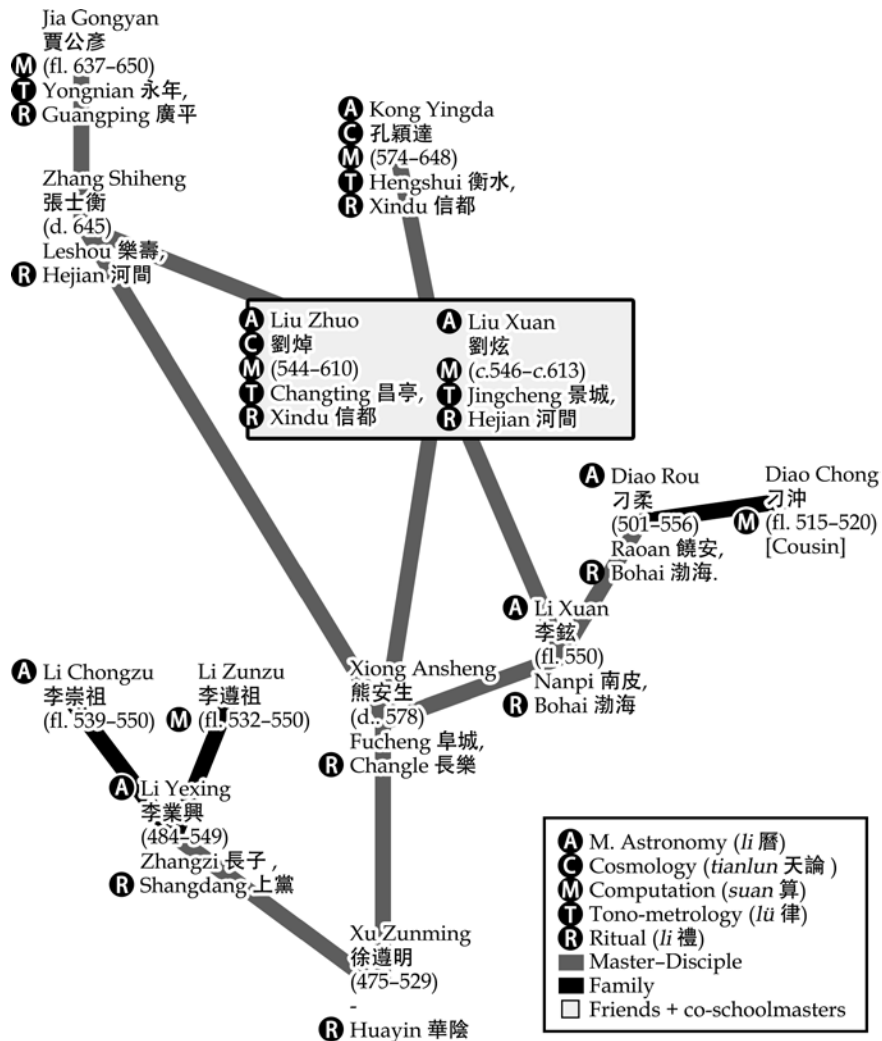 Jia Gongyan
賈公彥
M (fl. 637–650)
T Yongnian 永年,
R Guangping 廣平
Zhang Shiheng
張士衡
(d. 645)
Leshou 樂壽,
R Hejian 河間
A Kong Yingda
C 孔穎達
M (574–648)
T Hengshui 衡水,
R Xindu 信都
A Liu Zhuo
C 劉焯
M (544–610)
T Changting 昌亭,
R Xindu 信都
A Liu Xuan
劉炫
M (c.546–c.613)
T Jingcheng 景城,
R Hejian 河間
A Diao Rou
刁柔
(501–556)
Raoan 饒安,
R Bohai 渤海.
Diao Chong
刁沖
M (fl. 515–520)
[Cousin]
A Li Xuan
李鉉
(fl. 550)
Nanpi 南皮,
R Bohai 渤海
Xiong Ansheng
熊安生
(d.. 578)
Fucheng 阜城,
R Changle 長樂
A Li Chongzu
李崇祖
(fl. 539–550)
Li Zunzu
李遵祖
M (fl. 532–550)
A Li Yexing
李業興
(484–549)
Zhangzi 長子 ,
R Shangdang 上黨
Xu Zunming
徐遵明
(475–529)
-
R Huayin 華陰
A M. Astronomy (li 曆)
C Cosmology (tianlun 天論 )
M Computation (suan 算)
T Tono-metrology (lü 律)
R Ritual (li 禮)
Master–Disciple
Family
Friends + co-schoolmasters